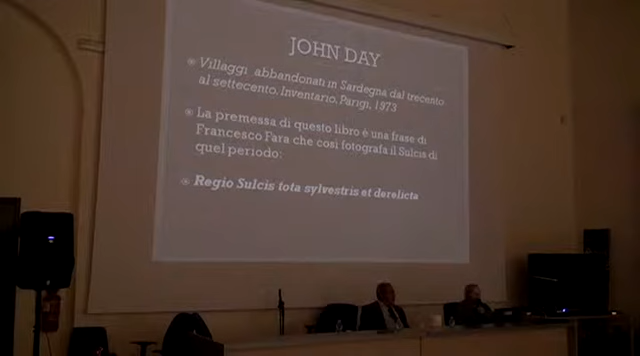 JOHN DAY
Villaggi abbandonati in Sardegna dal trecento
al settecento. Inventario, Parigi, 1973
La premessa di questo libro è una frase di
Francesco Fara che così fotografa il Sulcis di
quel periodo:
Regio Sulcis tota sylvestris et derelicta